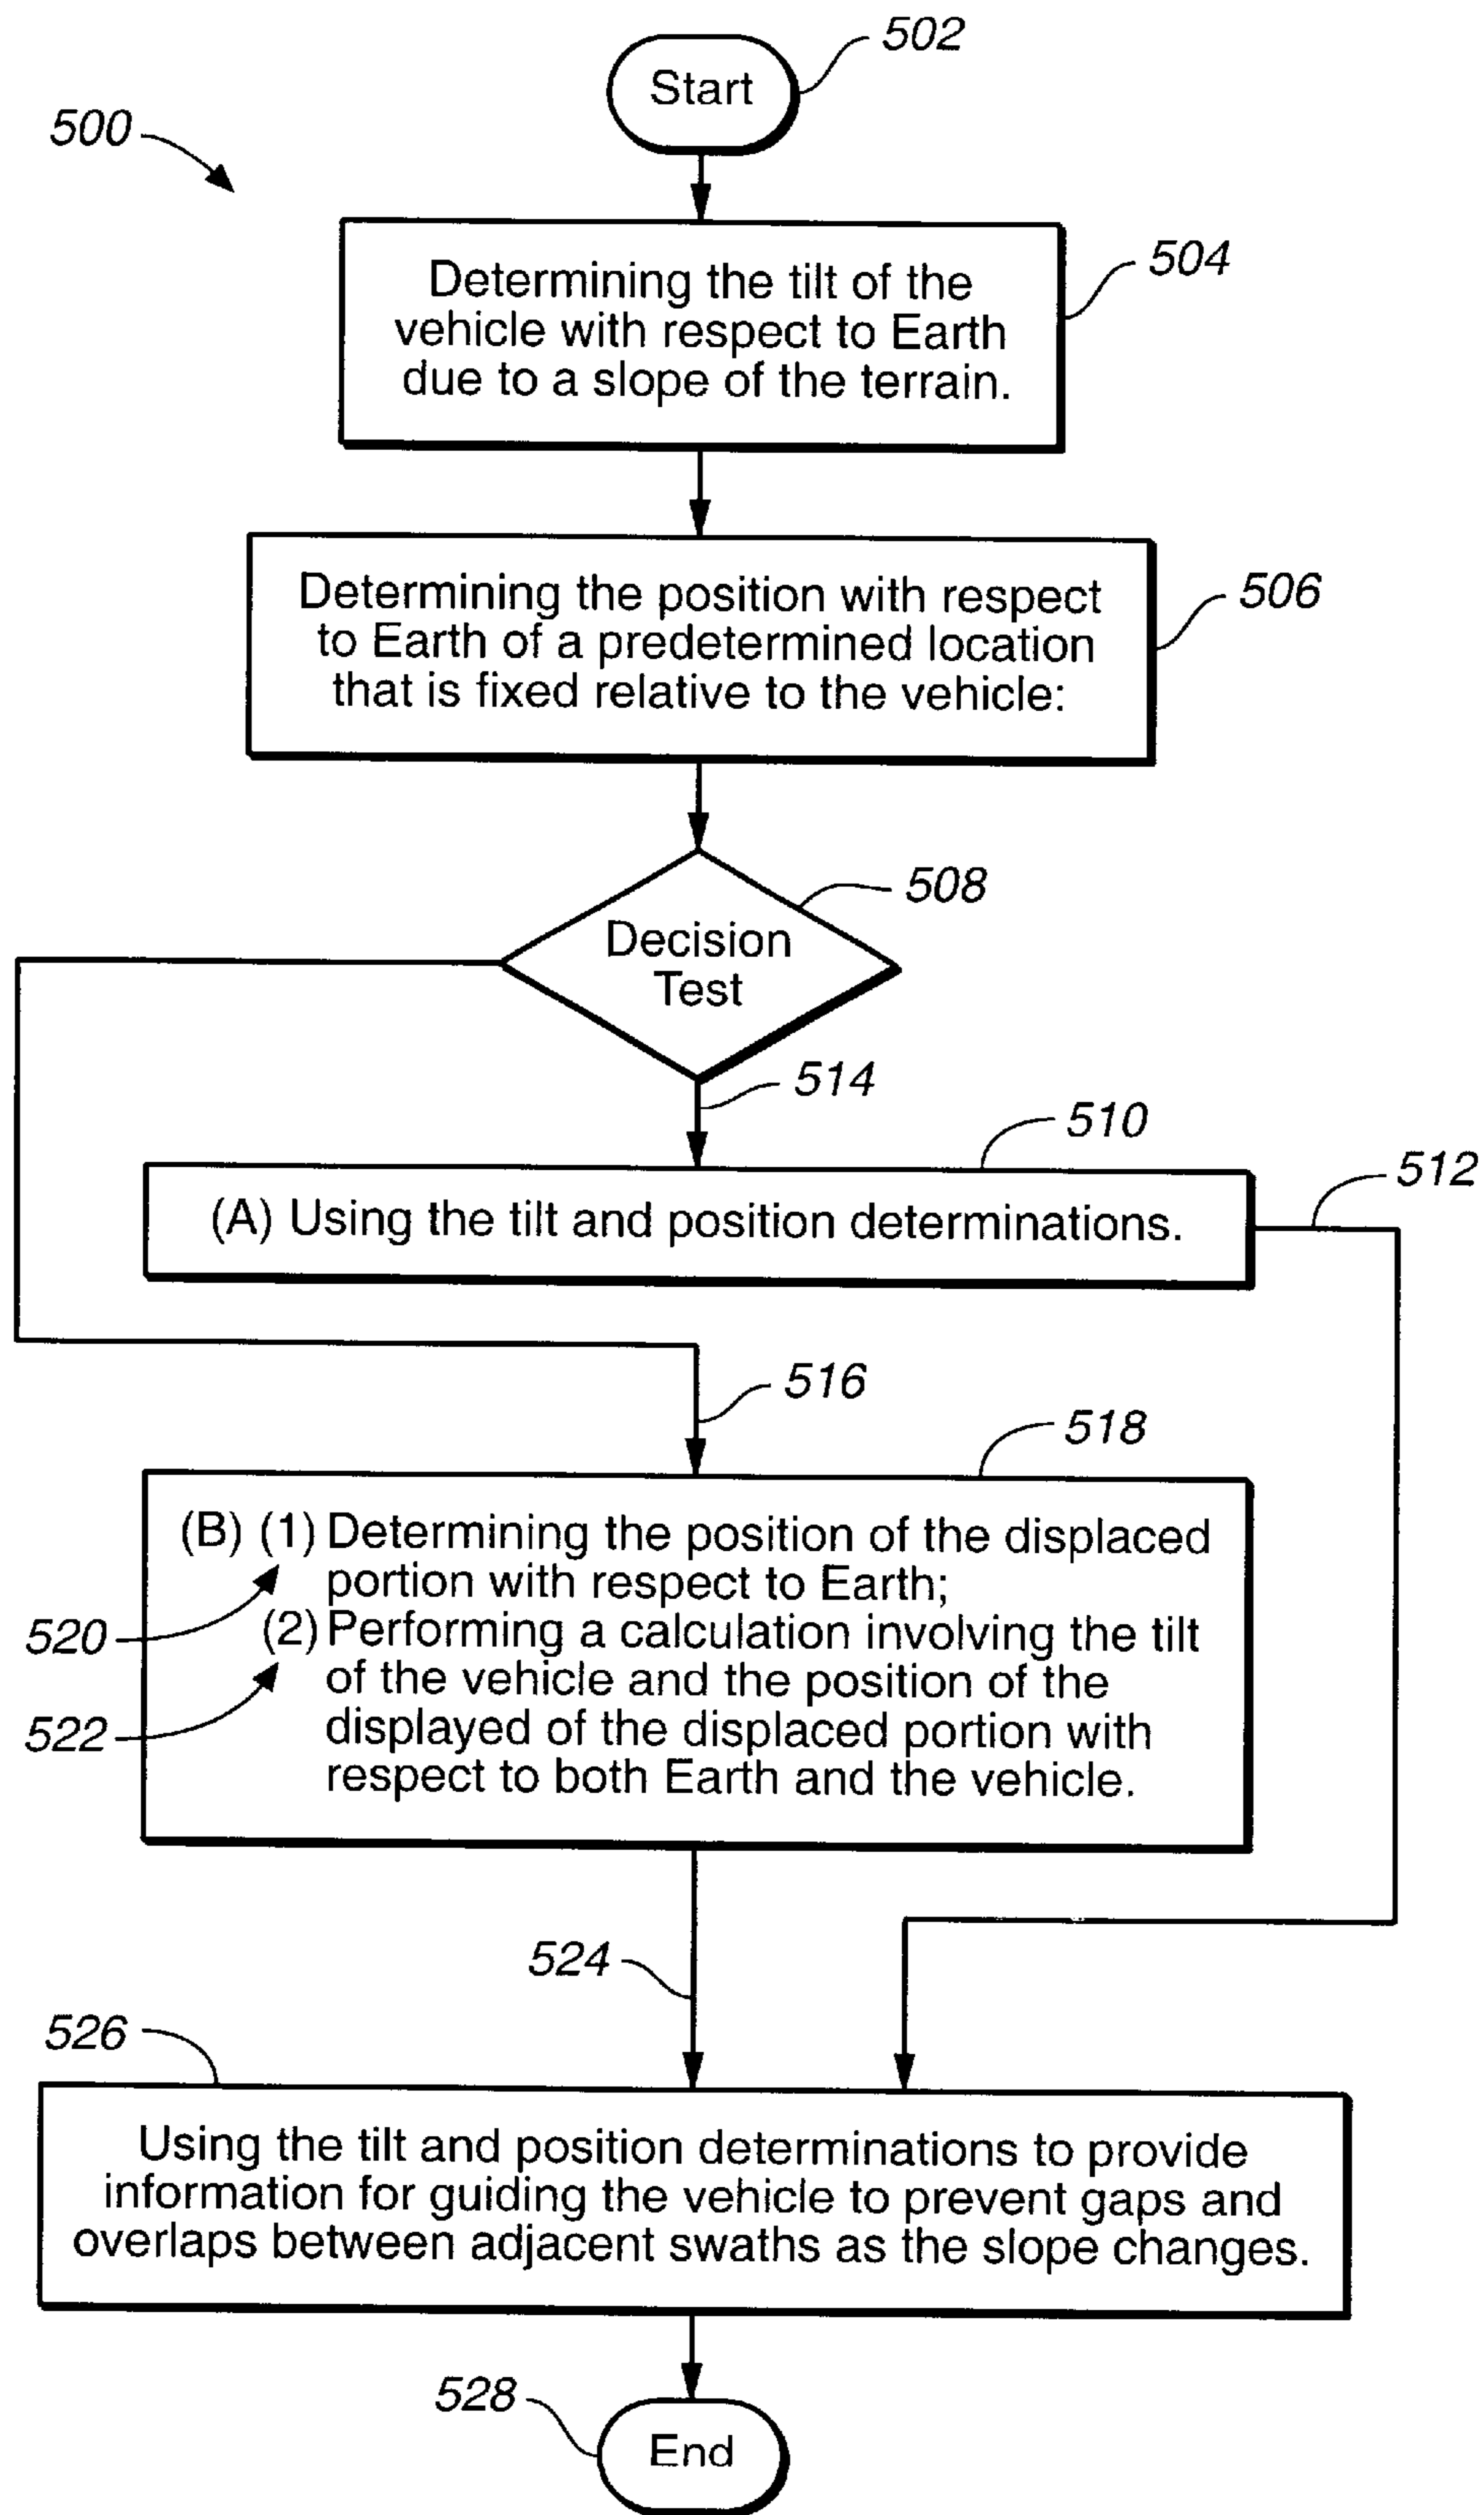 502
Start
500
504
Determining the tilt of the
vehicle with respect to Earth
due to a slope of the terrain.
506
Determining the position with respect
to Earth of a predetermined location
that is fixed relative to the vehicle:
508
Decision
Test
514
510
512
(A) Using the tilt and position determinations.
516
518
(B) (1) Determining the position of the displaced
portion with respect to Earth;
520
(2) Performing a calculation involving the tilt
of the vehicle and the position of the
522
displayed of the displaced portion with
respect to both Earth and the vehicle.
524
526
Using the tilt and position determinations to provide
information for guiding the vehicle to prevent gaps and
overlaps between adjacent swaths as the slope changes.
528
End